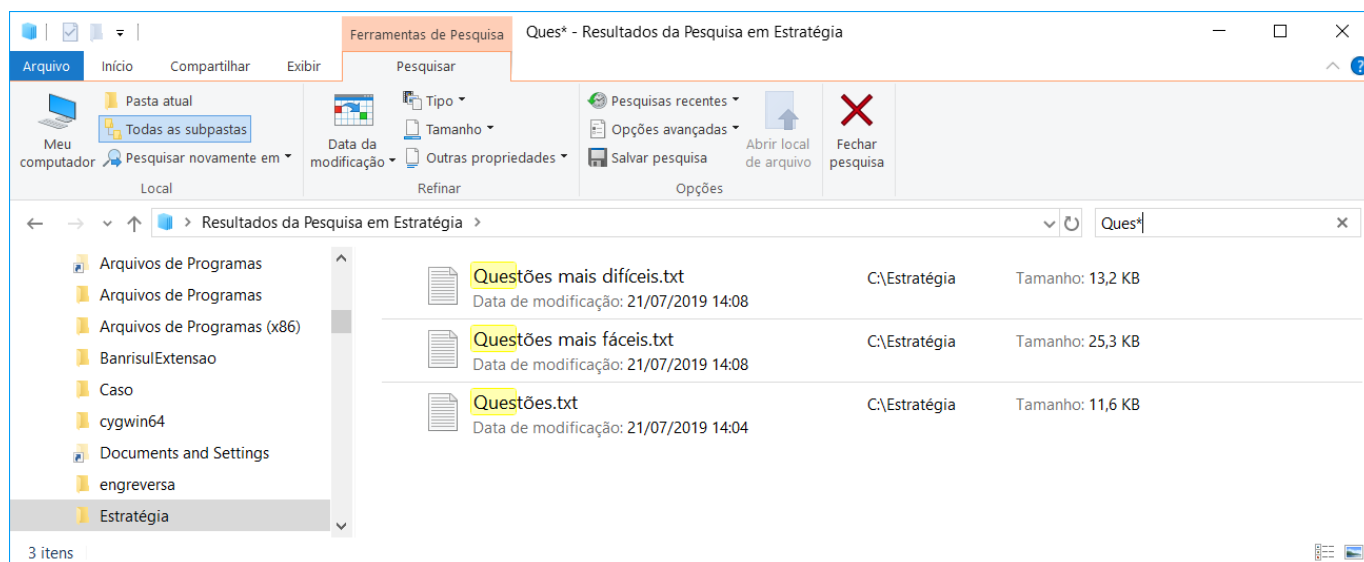 Ferramentas de Pesquisa
Ques* - Resultados da Pesquisa em Estratégia
Arquivo Início Compartilhar Exibir Pesquisar
?
Meu computador
Pasta atual
Todas as subpastas
Pesquisar novamente em
Local
Data da modificação
Tipo
Tamanho
Outras propriedades
Refinar
Pesquisas recentes
Opções avançadas
Salvar pesquisa
Abrir local de arquivo
Opções
Fechar pesquisa
> Resultados da Pesquisa em Estratégia >
Ques*
Arquivos de Programas
Arquivos de Programas
Arquivos de Programas (x86)
BanrisulExtensao
Caso
cygwin64
Documents and Settings
engreversa
Estratégia
Questões mais difíceis.txt C:\Estratégia Tamanho: 13,2 KB
Data de modificação: 21/07/2019 14:08
Questões mais fáceis.txt C:\Estratégia Tamanho: 25,3 KB
Data de modificação: 21/07/2019 14:08
Questões.txt C:\Estratégia Tamanho: 11,6 KB
Data de modificação: 21/07/2019 14:04
3 itens